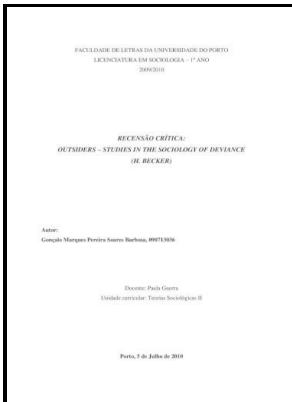 FACULDADE DE LETRAS DA UNIVERSIDADE DO PORTO
LICENCIATURA EM SOCIOLOGIA – 1º ANO
2009/2010
RECENSÃO CRÍTICA:
OUTSIDERS – STUDIES IN THE SOCIOLOGY OF DEVIANCE
(H. BECKER)
Autor:
Gonçalo Marques Pereira Soares Barbosa,
Docente: Paula Guerra
Unidade curricular: Teorias Sociológicas II
Porto, 5 de Julho de 2010